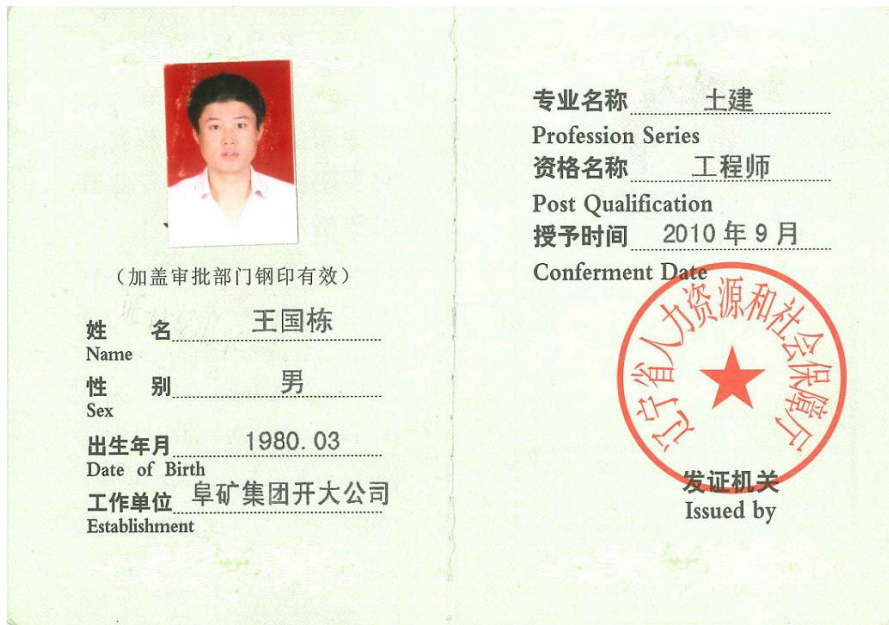 （加盖审批部门钢印有效）
姓 名 王国栋
Name
性 别 男
Sex
出生年月 1980.03
Date of Birth
工作单位 阜矿集团开大公司
Establishment
专业名称 土建
Profession Series
资格名称 工程师
Post Qualification
授予时间 2010年9月
Conferment Date
辽宁省人力资源和社会保障厅
发证机关
Issued by